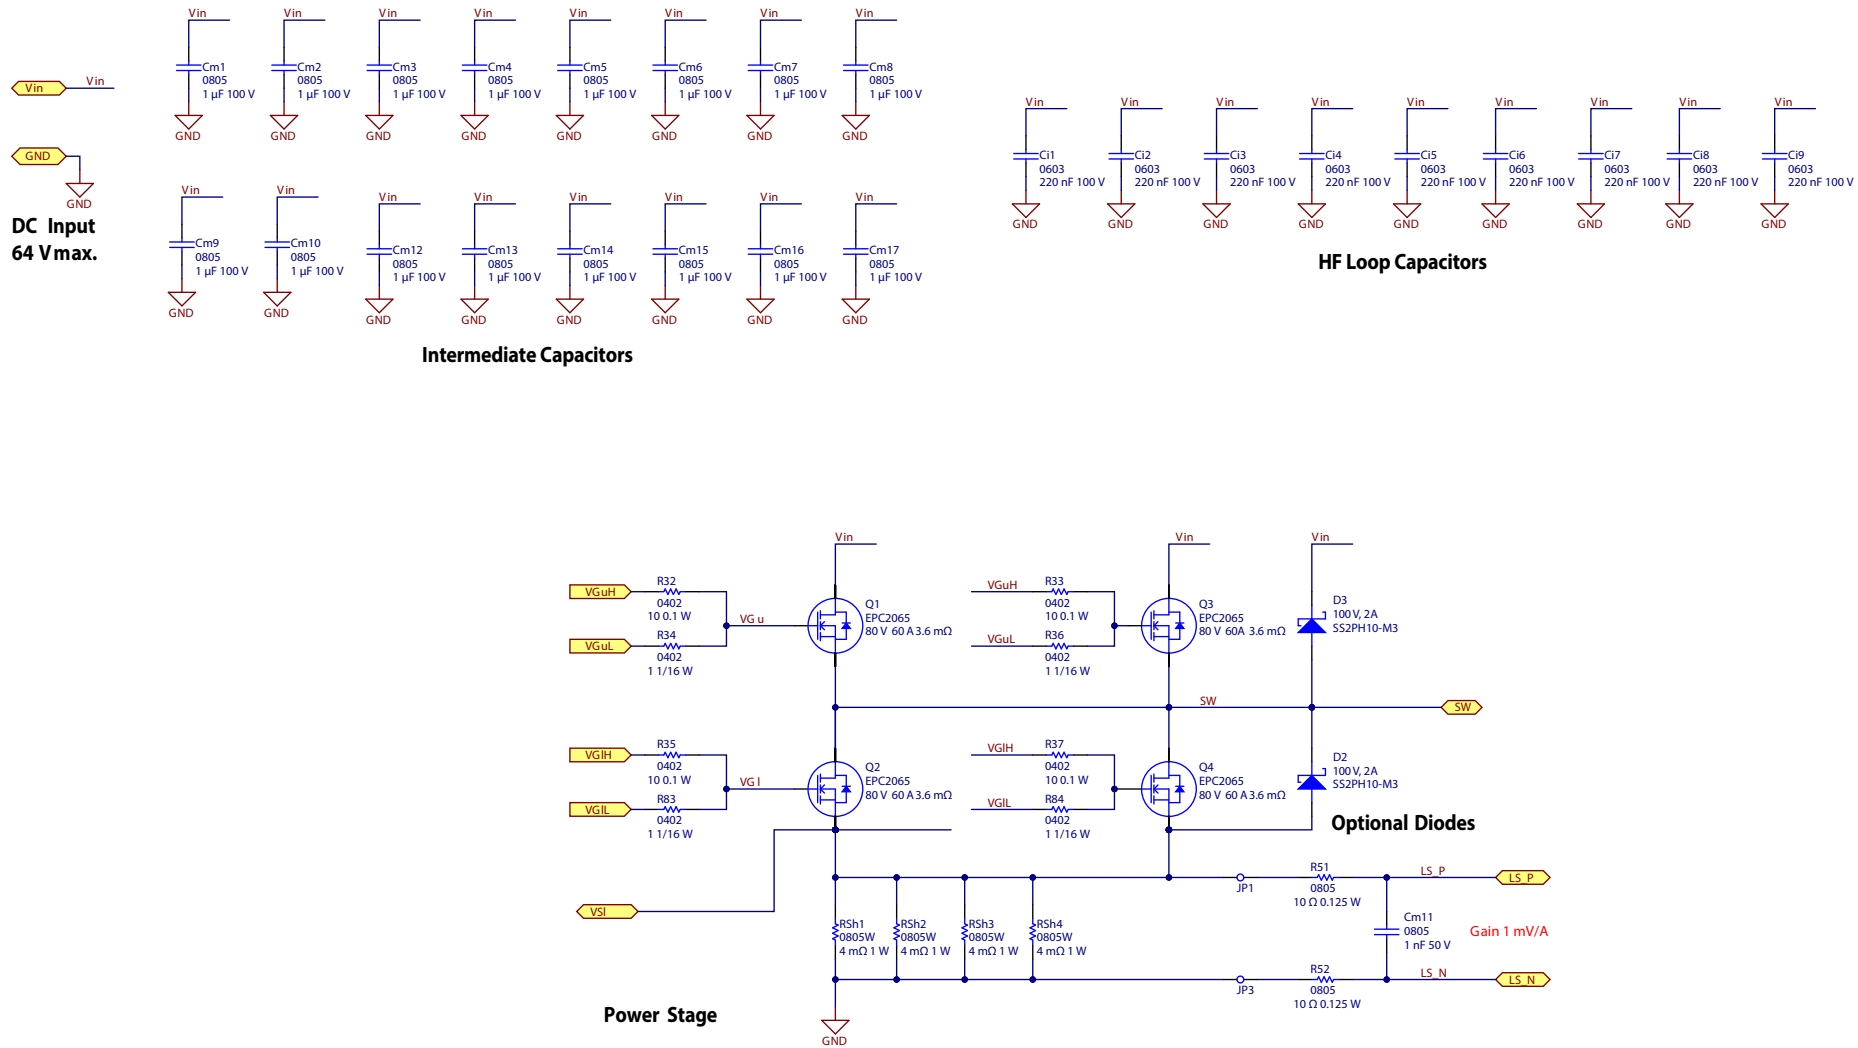 Vin Vin Vin Vin Vin Vin Vin Vin
Cm1 Cm2 Cm3 Cm4 Cm5 Cm6 Cm7 Cm8
0805 0805 0805 0805 0805 0805 0805 0805
1 µF 100 V 1 µF 100 V 1 µF 100 V 1 µF 100 V 1 µF 100 V 1 µF 100 V 1 µF 100 V 1 µF 100 V
GND GND GND GND GND GND GND GND
Vin Vin
GND
GND
DC Input
64 V max.
Vin Vin Vin Vin Vin Vin Vin Vin
Cm9 Cm10 Cm12 Cm13 Cm14 Cm15 Cm16 Cm17
0805 0805 0805 0805 0805 0805 0805 0805
1 µF 100 V 1 µF 100 V 1 µF 100 V 1 µF 100 V 1 µF 100 V 1 µF 100 V 1 µF 100 V 1 µF 100 V
GND GND GND GND GND GND GND GND
Intermediate Capacitors
Vin Vin Vin Vin Vin Vin Vin Vin Vin
Ci1 Ci2 Ci3 Ci4 Ci5 Ci6 Ci7 Ci8 Ci9
0603 0603 0603 0603 0603 0603 0603 0603 0603
220 nF 100 V 220 nF 100 V 220 nF 100 V 220 nF 100 V 220 nF 100 V 220 nF 100 V 220 nF 100 V 220 nF 100 V 220 nF 100 V
GND GND GND GND GND GND GND GND GND
HF Loop Capacitors
Vin Vin Vin
VGuH R32 VGuH R33
0402 0402
10 0.1 W 10 0.1 W
VG u
Q1
EPC2065
80 V 60 A 3.6 mΩ
Q3
EPC2065
80 V 60A 3.6 mΩ
D3
100 V, 2A
SS2PH10-M3
VGuL R34 VGuL R36
0402 0402
1 1/16 W 1 1/16 W
SW SW
VGlH R35 VGlH R37
0402 0402
10 0.1 W 10 0.1 W
VG l
Q2
EPC2065
80 V 60 A 3.6 mΩ
Q4
EPC2065
80 V 60 A 3.6 mΩ
D2
100 V, 2A
SS2PH10-M3
VGlL R83 VGlL R84
0402 0402
1 1/16 W 1 1/16 W
Optional Diodes
JP1
R51
0805
10 Ω 0.125 W
LS_P LS_P
VSl
RSh1 RSh2 RSh3 RSh4
0805W 0805W 0805W 0805W
4 mΩ 1 W 4 mΩ 1 W 4 mΩ 1 W 4 mΩ 1 W
Cm11
0805
1 nF 50 V
Gain 1 mV/A
JP3
R52
0805
10 Ω 0.125 W
LS_N LS_N
Power Stage
GND